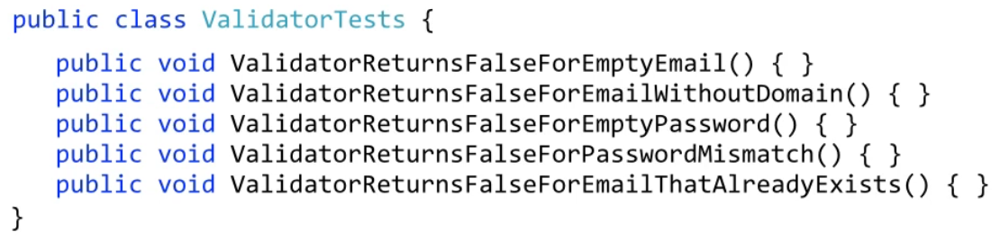 public class ValidatorTests {
public void ValidatorReturnsFalseForEmptyEmail() { }
public void ValidatorReturnsFalseForEmailWithoutDomain() { }
public void ValidatorReturnsFalseForEmptyPassword() { }
public void ValidatorReturnsFalseForPasswordMismatch() { }
public void ValidatorReturnsFalseForEmailThatAlreadyExists() { }
}